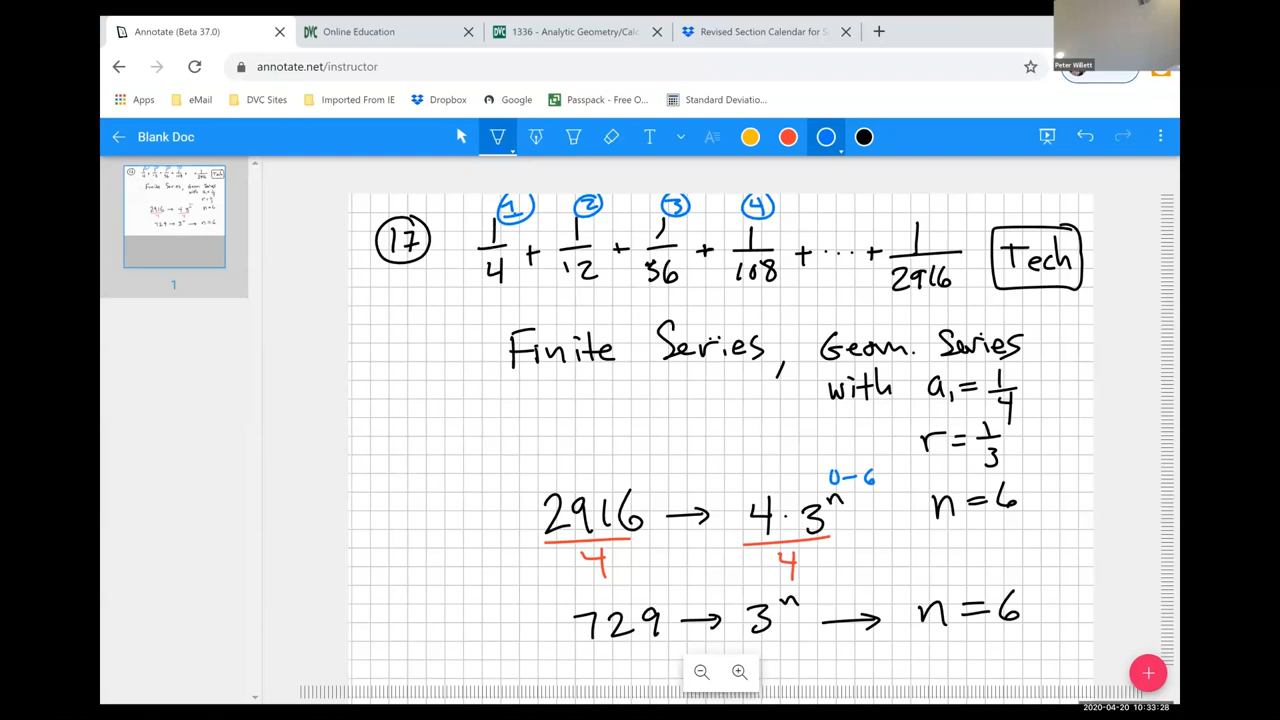 Annotate (Beta 37.0)
Online Education
1336 - Analytic Geometry/Calc
Revised Section Calendar for S
annotate.net/instructor
Peter Willett
Apps
eMail
DVC Sites
Imported From IE
Dropbox
Google
Passpack - Free O...
Standard Deviatio...
Blank Doc
T
A
1
1 2 3 4
17 1/4 + 1/12 + 1/36 + 1/108 + ··· + 1/2916 Tech
Finite Series, Geom. Series
with a₁ = 1/4
r = 1/3
0-6
2916 → 4 · 3ⁿ n = 6
4 4
729 → 3ⁿ → n = 6
2020-04-20 10:33:28